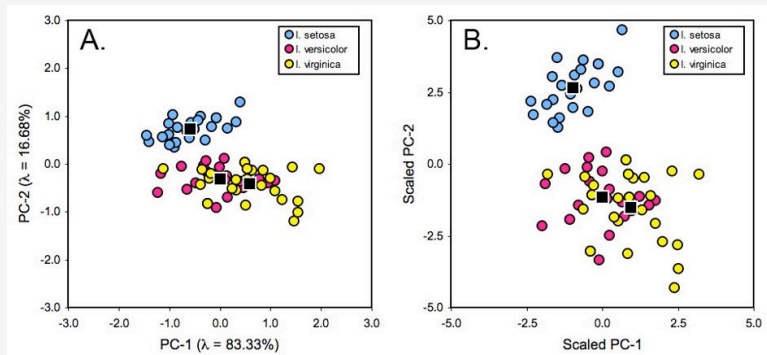 A.
I. setosa
I. versicolor
I. virginica
3.0
2.0
1.0
0.0
-1.0
-2.0
-3.0
PC-2 (λ = 16.68%)
-3.0 -2.0 -1.0 0.0 1.0 2.0 3.0
PC-1 (λ = 83.33%)
B.
I. setosa
I. versicolor
I. virginica
5.0
2.5
0.0
-2.5
-5.0
Scaled PC-2
-5.0 -2.5 0.0 2.5 5.0
Scaled PC-1